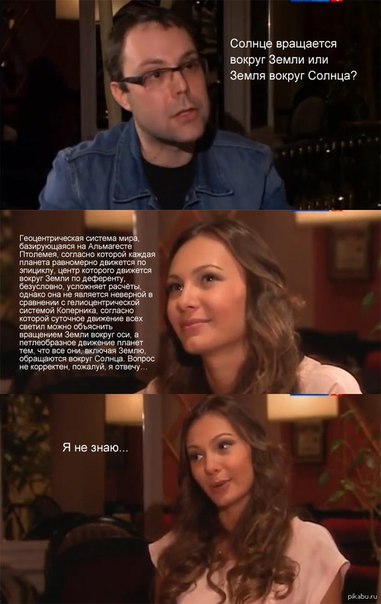 Солнце вращается
вокруг Земли или
Земля вокруг Солнца?
Геоцентрическая система мира,
базирующаяся на Альмагесте
Птолемея, согласно которой каждая
планета равномерно движется по
эпициклу, центр которого движется
вокруг Земли по деференту,
безусловно, усложняет расчёты,
однако она не является неверной в
сравнении с гелиоцентрической
системой Коперника, согласно
которой суточное движение всех
светил можно объяснить
вращением Земли вокруг оси, а
петлеобразное движение планет
тем, что все они, включая Землю,
обращаются вокруг Солнца. Вопрос
не корректен, пожалуй, я отвечу...
Я не знаю...
pikabu.ru